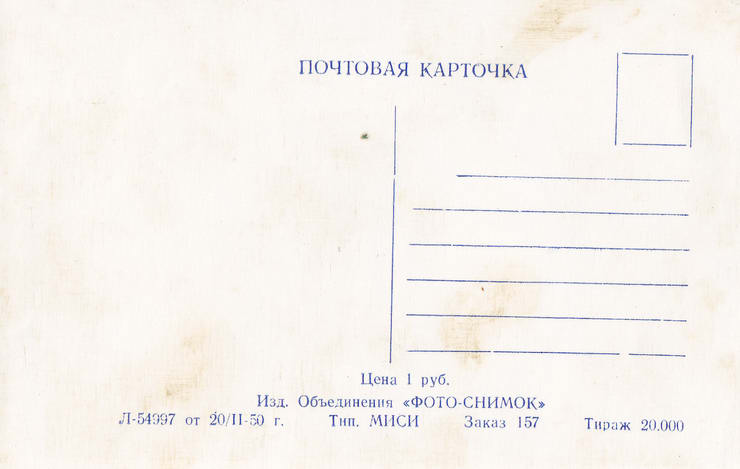 ПОЧТОВАЯ КАРТОЧКА
Цена 1 руб.
Изд. Объединения «ФОТО-СНИМОК»
Л-54997 от 20/II-50 г. Тип. МИСИ Заказ 157 Тираж 20.000